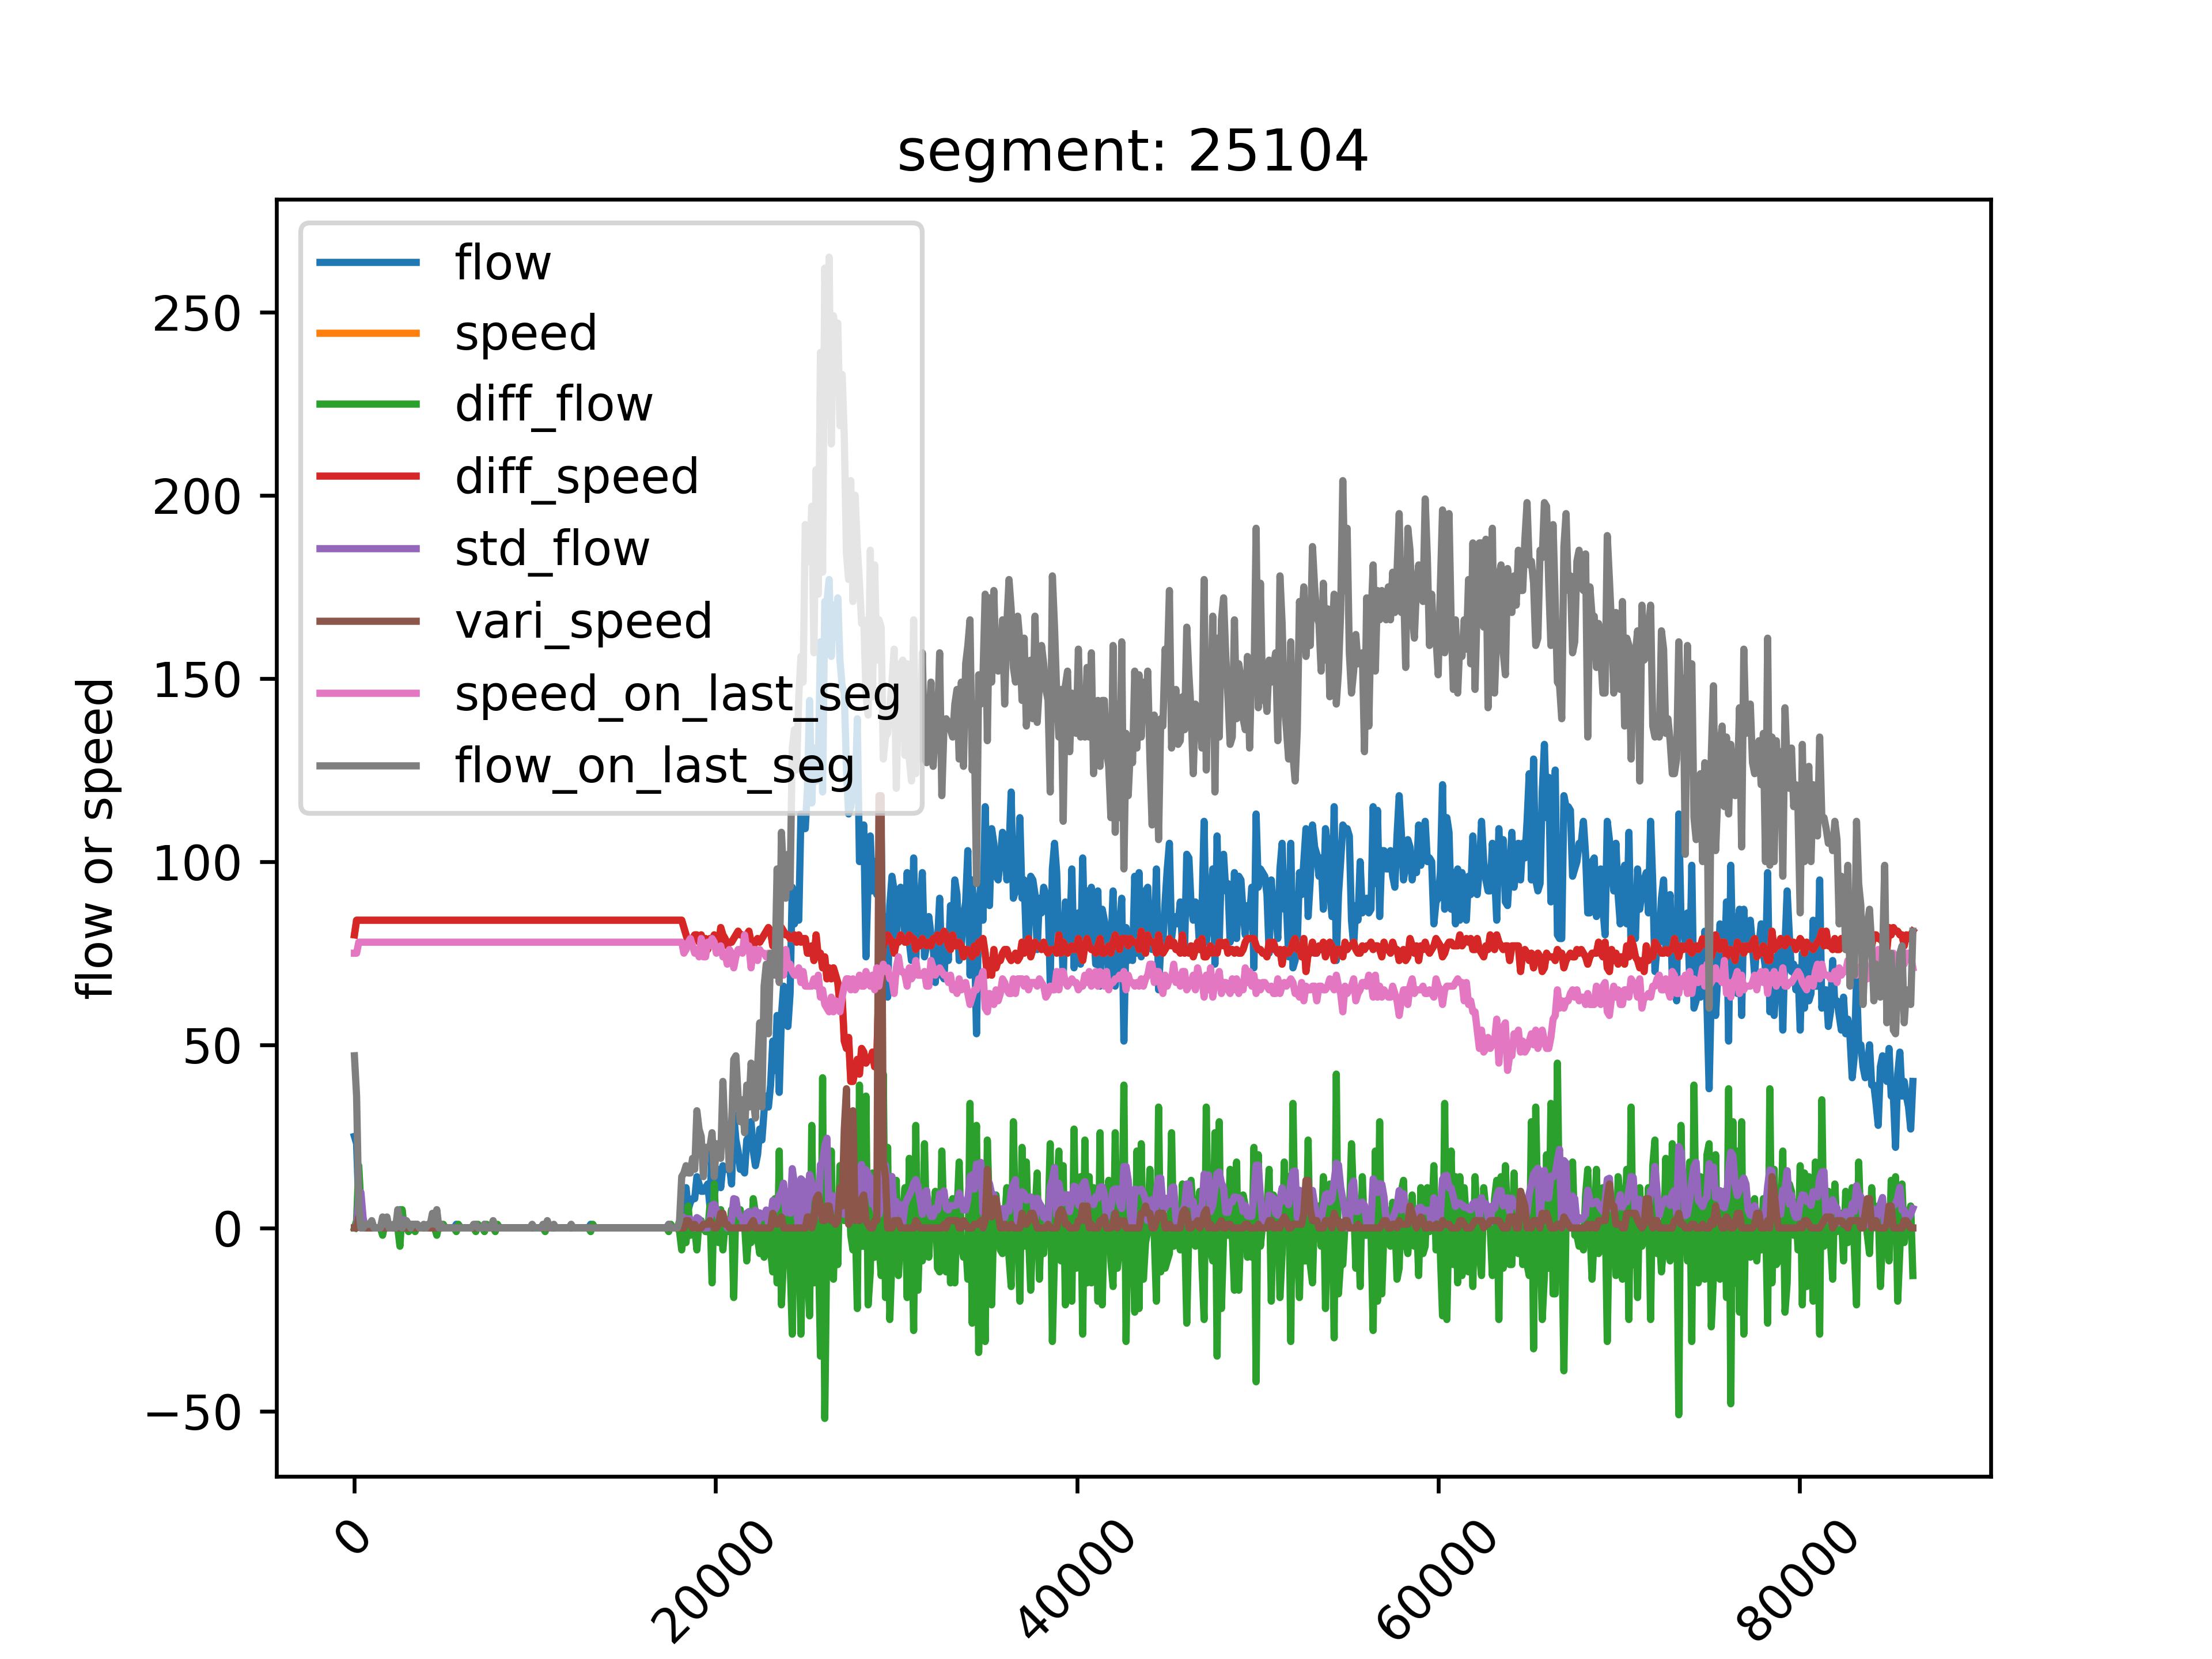 segment: 25104
flow
speed
diff_flow
diff_speed
std_flow
vari_speed
speed_on_last_seg
flow_on_last_seg
flow or speed
250
200
150
100
50
0
−50
0
20000
40000
60000
80000